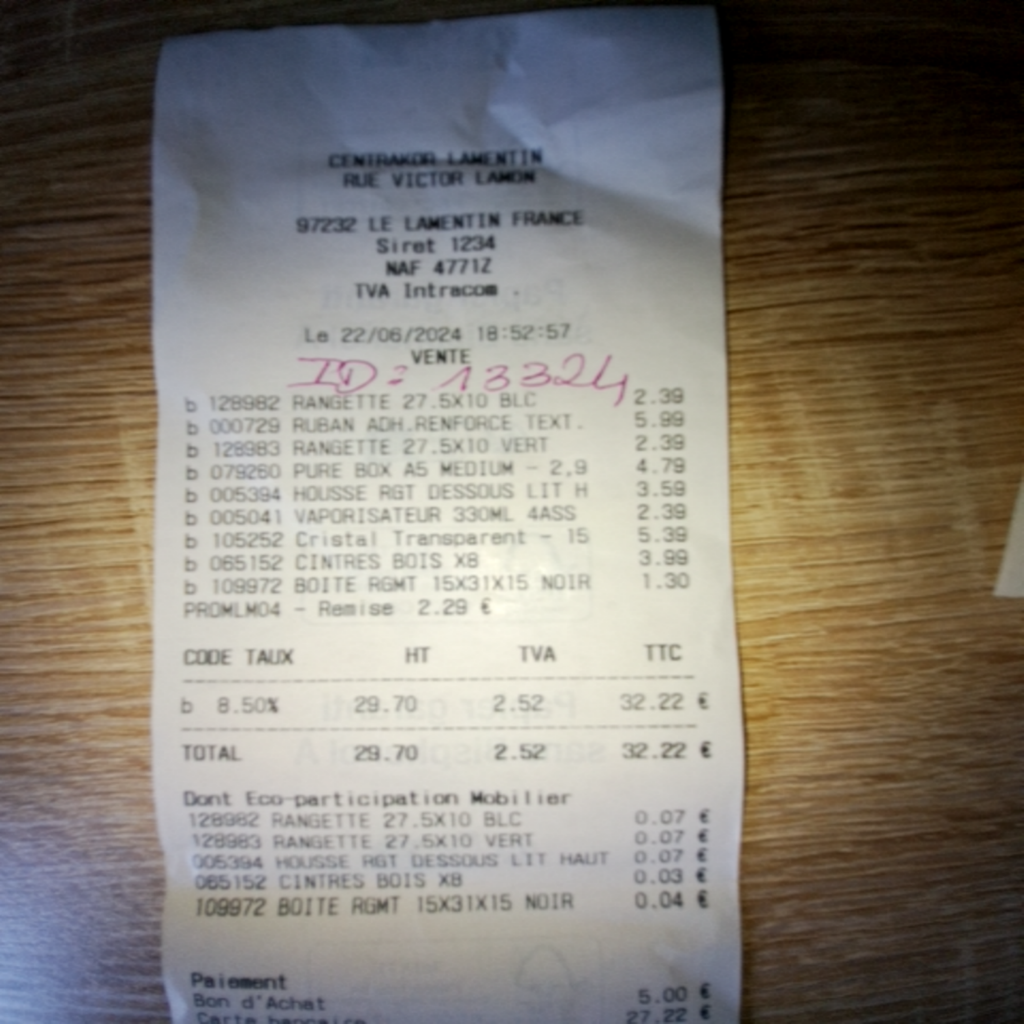 CENTRAKOR LAMENTIN
RUE VICTOR LAMON
97232 LE LAMENTIN FRANCE
Siret 1234
NAF 4771Z
TVA Intracom .
Le 22/06/2024 18:52:57
VENTE
ID = 13324
b 128982 RANGETTE 27.5X10 BLC 2.39
b 000729 RUBAN ADH.RENFORCE TEXT. 5.99
b 128983 RANGETTE 27.5X10 VERT 2.39
b 079260 PURE BOX A5 MEDIUM - 2,9 4.79
b 005394 HOUSSE RGT DESSOUS LIT H 3.59
b 005041 VAPORISATEUR 330ML 4ASS 2.39
b 105252 Cristal Transparent - 15 5.39
b 065152 CINTRES BOIS X8 3.99
b 109972 BOITE RGMT 15X31X15 NOIR 1.30
PROMLM04 - Remise 2.29 €
CODE TAUX HT TVA TTC
b 8.50% 29.70 2.52 32.22 €
TOTAL 29.70 2.52 32.22 €
Dont Eco-participation Mobilier
128982 RANGETTE 27.5X10 BLC 0.07 €
128983 RANGETTE 27.5X10 VERT 0.07 €
005394 HOUSSE RGT DESSOUS LIT HAUT 0.07 €
065152 CINTRES BOIS X8 0.03 €
109972 BOITE RGMT 15X31X15 NOIR 0.04 €
Paiement
Bon d'Achat 5.00 €
Carte bancaire 27.22 €